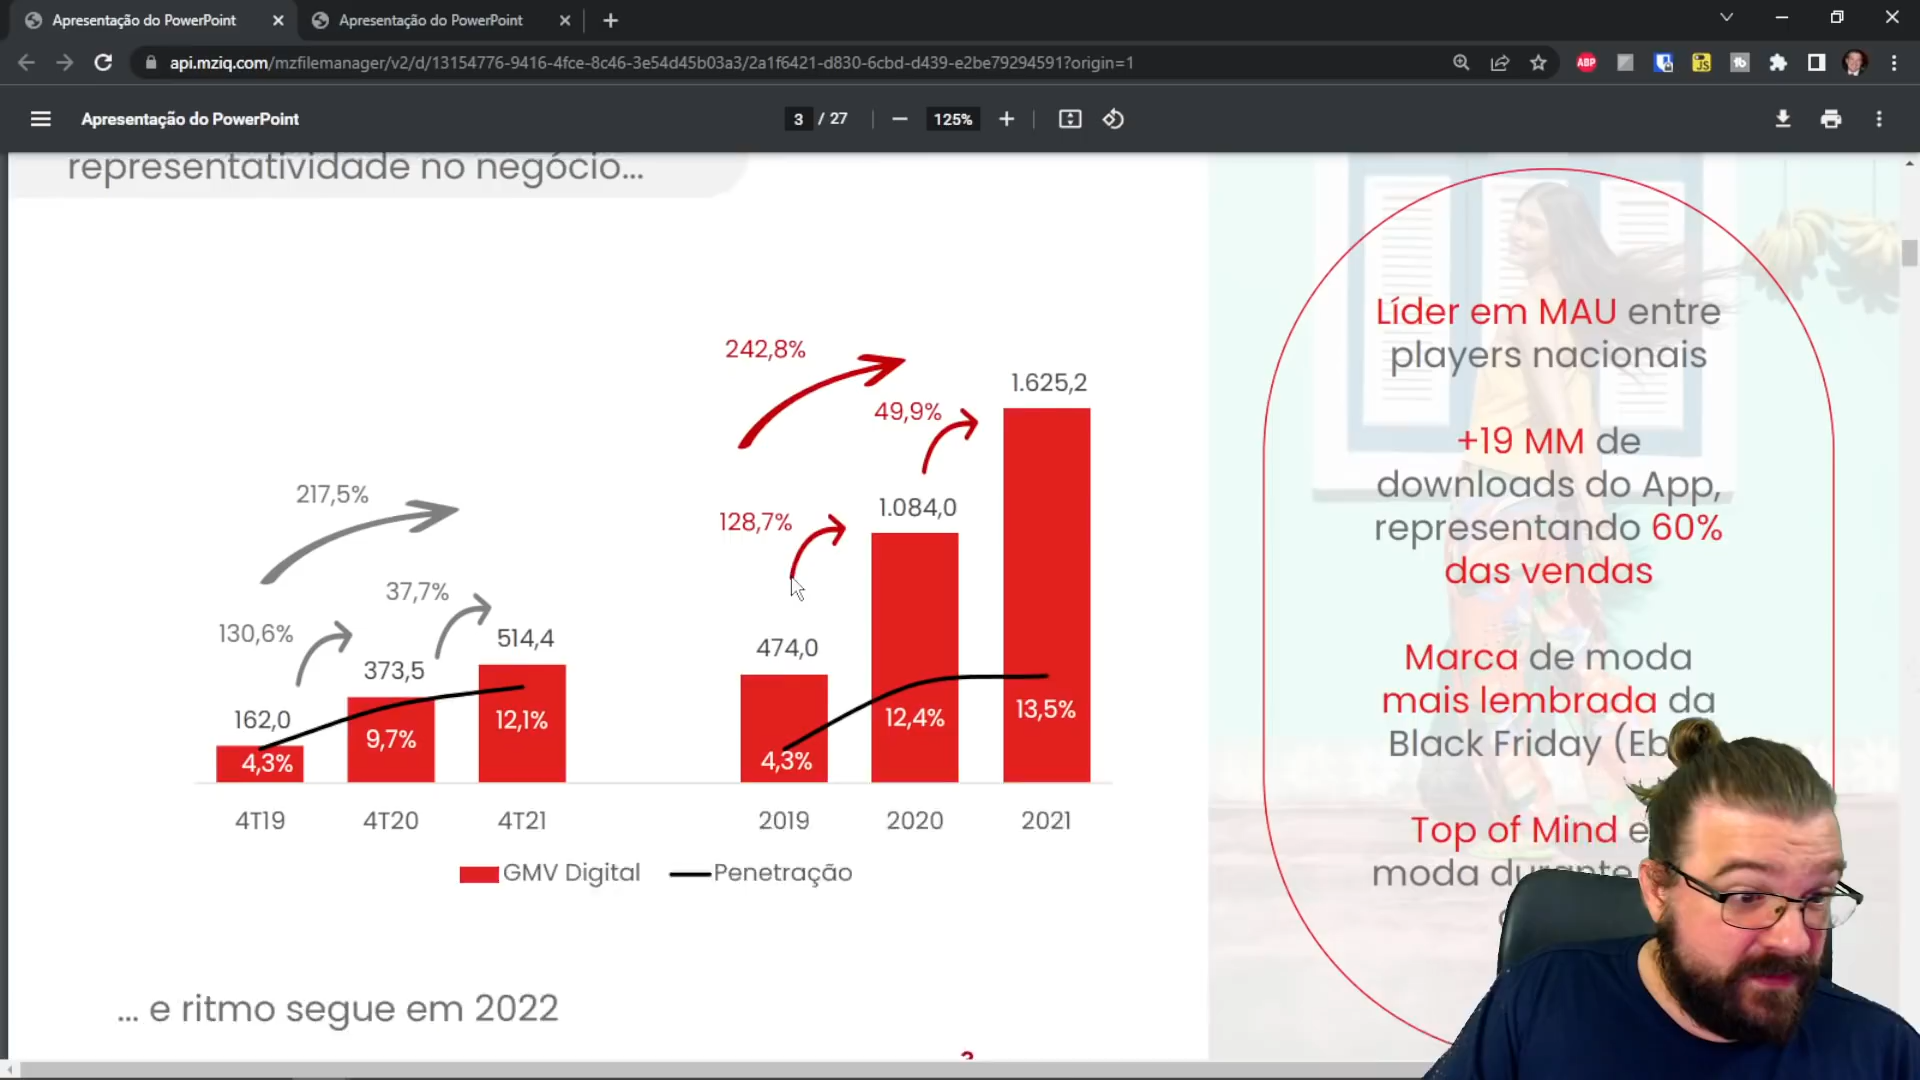 Apresentação do PowerPoint
Apresentação do PowerPoint
api.mziq.com/mzfilemanager/v2/d/13154776-9416-4fce-8c46-3e54d45b03a3/2a1f6421-d830-6cbd-d439-e2be79294591?origin=1
ABP
Apresentação do PowerPoint
3 / 27
125%
representatividade no negócio...
242,8%
49,9%
1.625,2
217,5%
128,7%
1.084,0
130,6%
37,7%
162,0
373,5
514,4
474,0
4,3%
9,7%
12,1%
4,3%
12,4%
13,5%
4T19
4T20
4T21
2019
2020
2021
GMV Digital
Penetração
... e ritmo segue em 2022
Líder em MAU entre
players nacionais
+19 MM de
downloads do App,
representando 60%
das vendas
Marca de moda
mais lembrada da
Black Friday (Eb
Top of Mind e
moda durante